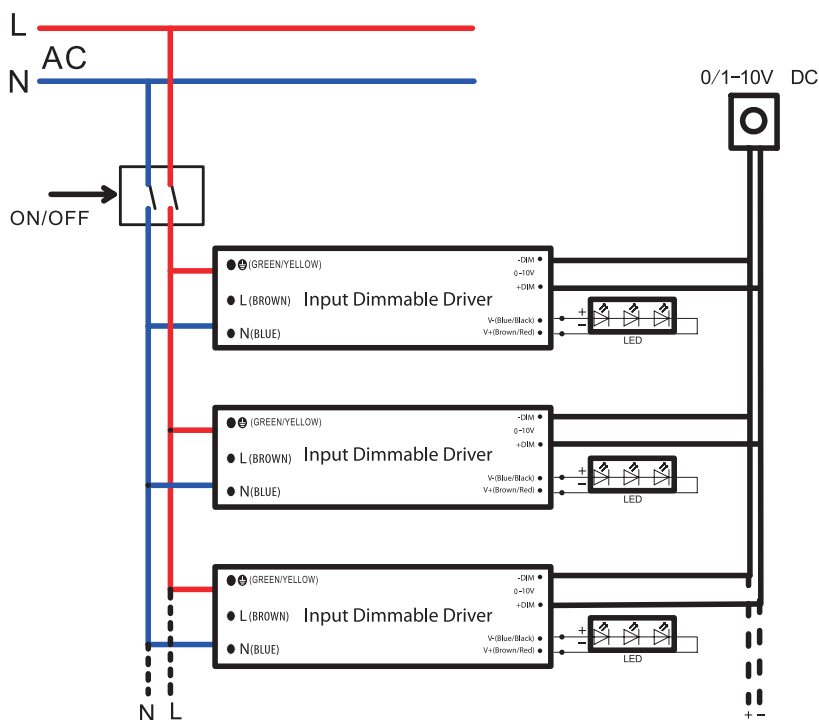 L
AC
N
0/1-10V DC
ON/OFF
(GREEN/YELLOW)
L (BROWN)
N(BLUE)
Input Dimmable Driver
-DIM
0-10V
+DIM
V-(Blue/Black)
V+(Brown/Red)
+
-
LED
(GREEN/YELLOW)
L (BROWN)
N(BLUE)
Input Dimmable Driver
-DIM
0-10V
+DIM
V-(Blue/Black)
V+(Brown/Red)
+
-
LED
(GREEN/YELLOW)
L (BROWN)
N(BLUE)
Input Dimmable Driver
-DIM
0-10V
+DIM
V-(Blue/Black)
V+(Brown/Red)
+
-
LED
N L
+ -